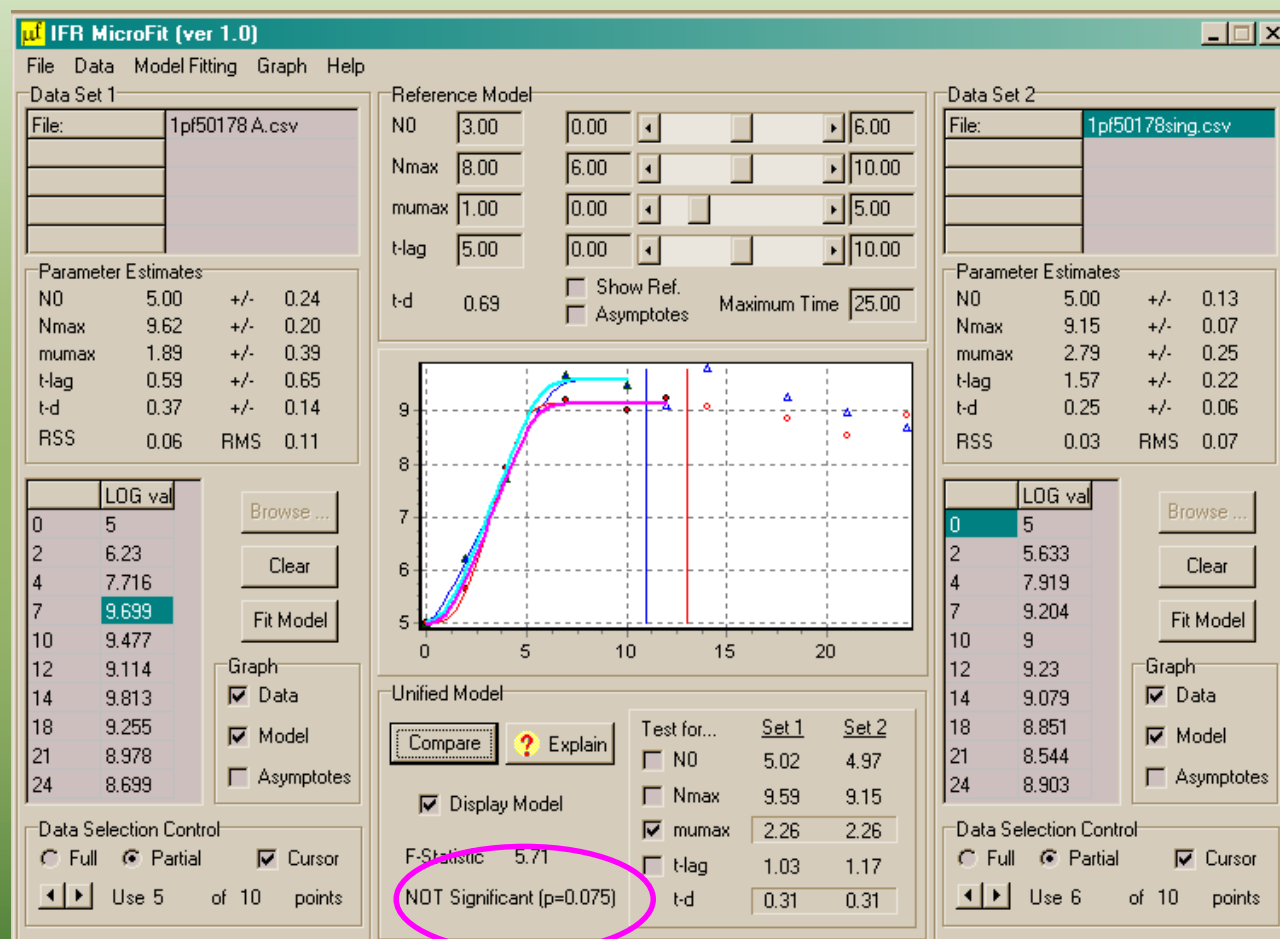 µf IFR MicroFit (ver 1.0)
File Data Model Fitting Graph Help
Data Set 1
File: 1pf50178 A.csv
Parameter Estimates
N0 5.00 +/- 0.24
Nmax 9.62 +/- 0.20
mumax 1.89 +/- 0.39
t-lag 0.59 +/- 0.65
t-d 0.37 +/- 0.14
RSS 0.06 RMS 0.11
LOG val
0 5
2 6.23
4 7.716
7 9.699
10 9.477
12 9.114
14 9.813
18 9.255
21 8.978
24 8.699
Browse ...
Clear
Fit Model
Graph
Data
Model
Asymptotes
Data Selection Control
Full Partial Cursor
Use 5 of 10 points
Reference Model
N0 3.00 0.00 6.00
Nmax 8.00 6.00 10.00
mumax 1.00 0.00 5.00
t-lag 5.00 0.00 10.00
t-d 0.69
Show Ref.
Asymptotes
Maximum Time 25.00
9
8
7
6
5
0 5 10 15 20
Unified Model
Compare ? Explain
Display Model
F-Statistic 5.71
NOT Significant (p=0.075)
Test for... Set 1 Set 2
N0 5.02 4.97
Nmax 9.59 9.15
mumax 2.26 2.26
t-lag 1.03 1.17
t-d 0.31 0.31
Data Set 2
File: 1pf50178sing.csv
Parameter Estimates
N0 5.00 +/- 0.13
Nmax 9.15 +/- 0.07
mumax 2.79 +/- 0.25
t-lag 1.57 +/- 0.22
t-d 0.25 +/- 0.06
RSS 0.03 RMS 0.07
LOG val
0 5
2 5.633
4 7.919
7 9.204
10 9
12 9.23
14 9.079
18 8.851
21 8.544
24 8.903
Browse ...
Clear
Fit Model
Graph
Data
Model
Asymptotes
Data Selection Control
Full Partial Cursor
Use 6 of 10 points